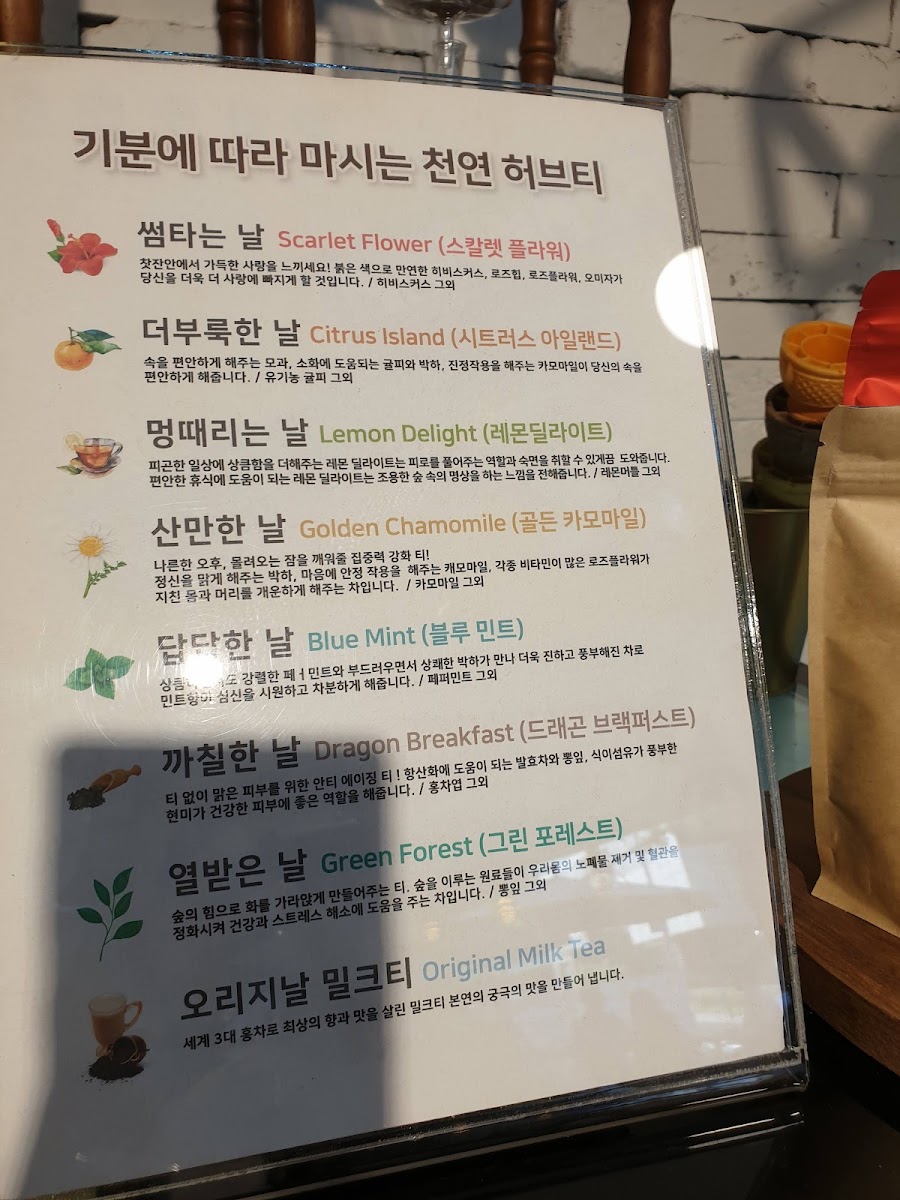 기분에 따라 마시는 천연 허브티
썸타는 날 Scarlet Flower (스칼렛 플라워)
찻잔안에서 가득한 사랑을 느끼세요! 붉은 색으로 만연한 히비스커스, 로즈힙, 로즈플라워, 오미자가
당신을 더욱 더 사랑에 빠지게 할 것입니다. / 히비스커스 그외
더부룩한 날 Citrus Island (시트러스 아일랜드)
속을 편안하게 해주는 모과, 소화에 도움되는 귤피와 박하, 진정작용을 해주는 카모마일이 당신의 속을
편안하게 해줍니다. / 유기농 귤피 그외
멍때리는 날 Lemon Delight (레몬딜라이트)
피곤한 일상에 상큼함을 더해주는 레몬 딜라이트는 피로를 풀어주는 역할과 숙면을 취할 수 있게끔 도와줍니다.
편안한 휴식에 도움이 되는 레몬 딜라이트는 조용한 숲 속의 명상을 하는 느낌을 전해줍니다. / 레몬머틀 그외
산만한 날 Golden Chamomile (골든 카모마일)
나른한 오후, 몰려오는 잠을 깨워줄 집중력 강화 티!
정신을 맑게 해주는 박하, 마음에 안정 작용을 해주는 캐모마일, 각종 비타민이 많은 로즈플라워가
지친 몸과 머리를 개운하게 해주는 차입니다. / 카모마일 그외
답답한 날 Blue Mint (블루 민트)
강렬한 페ㅓ민트와 부드러우면서 상쾌한 박하가 만나 더욱 진하고 풍부해진 차로
민트향이 심신을 시원하고 차분하게 해줍니다. / 페퍼민트 그외
까칠한 날 Dragon Breakfast (드래곤 브랙퍼스트)
티 없이 맑은 피부를 위한 안티 에이징 티 ! 항산화에 도움이 되는 발효차와 뽕잎, 식이섬유가 풍부한
현미가 건강한 피부에 좋은 역할을 해줍니다. / 홍차엽 그외
열받은 날 Green Forest (그린 포레스트)
숲의 힘으로 화를 가라앉게 만들어주는 티. 숲을 이루는 원료들이 우리몸의 노폐물 제거 및 혈관을
정화시켜 건강과 스트레스 해소에 도움을 주는 차입니다. / 뽕잎 그외
오리지날 밀크티 Original Milk Tea
세계 3대 홍차로 최상의 향과 맛을 살린 밀크티 본연의 궁극의 맛을 만들어 냅니다.